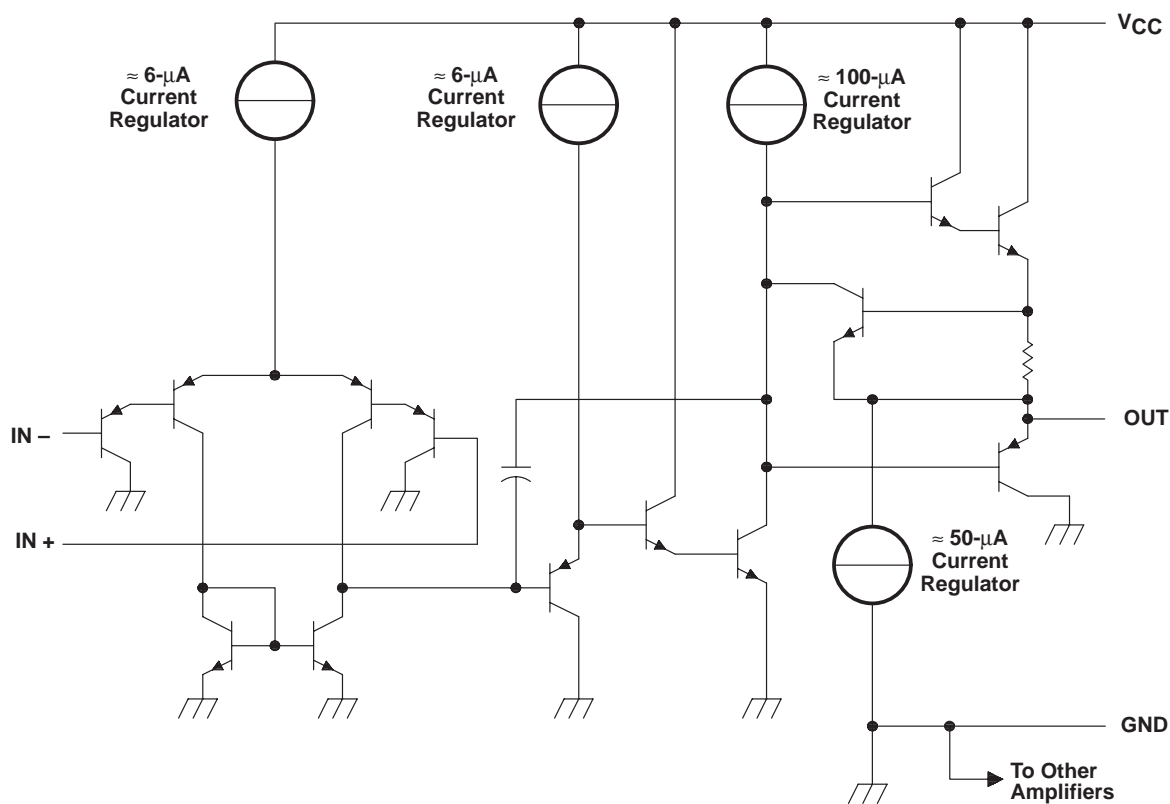 VCC
≈ 6-μA
Current
Regulator
≈ 6-μA
Current
Regulator
≈ 100-μA
Current
Regulator
IN –
OUT
IN +
≈ 50-μA
Current
Regulator
GND
To Other
Amplifiers